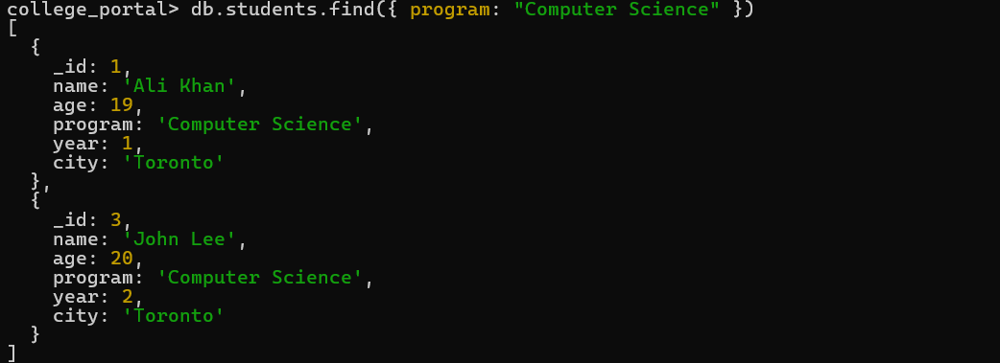 college_portal> db.students.find({ program: "Computer Science" })
[
  {
    _id: 1,
    name: 'Ali Khan',
    age: 19,
    program: 'Computer Science',
    year: 1,
    city: 'Toronto'
  },
  {
    _id: 3,
    name: 'John Lee',
    age: 20,
    program: 'Computer Science',
    year: 2,
    city: 'Toronto'
  }
]